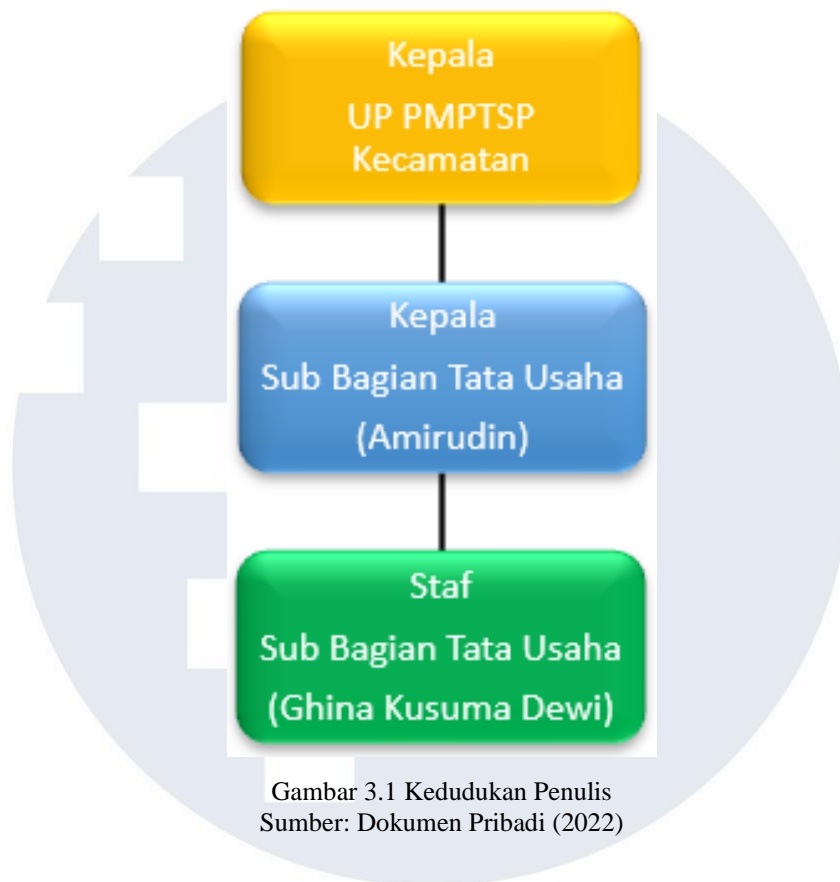 Kepala
UP PMPTSP
Kecamatan
Kepala
Sub Bagian Tata Usaha
(Amirudin)
Staf
Sub Bagian Tata Usaha
(Ghina Kusuma Dewi)
Gambar 3.1 Kedudukan Penulis
Sumber: Dokumen Pribadi (2022)